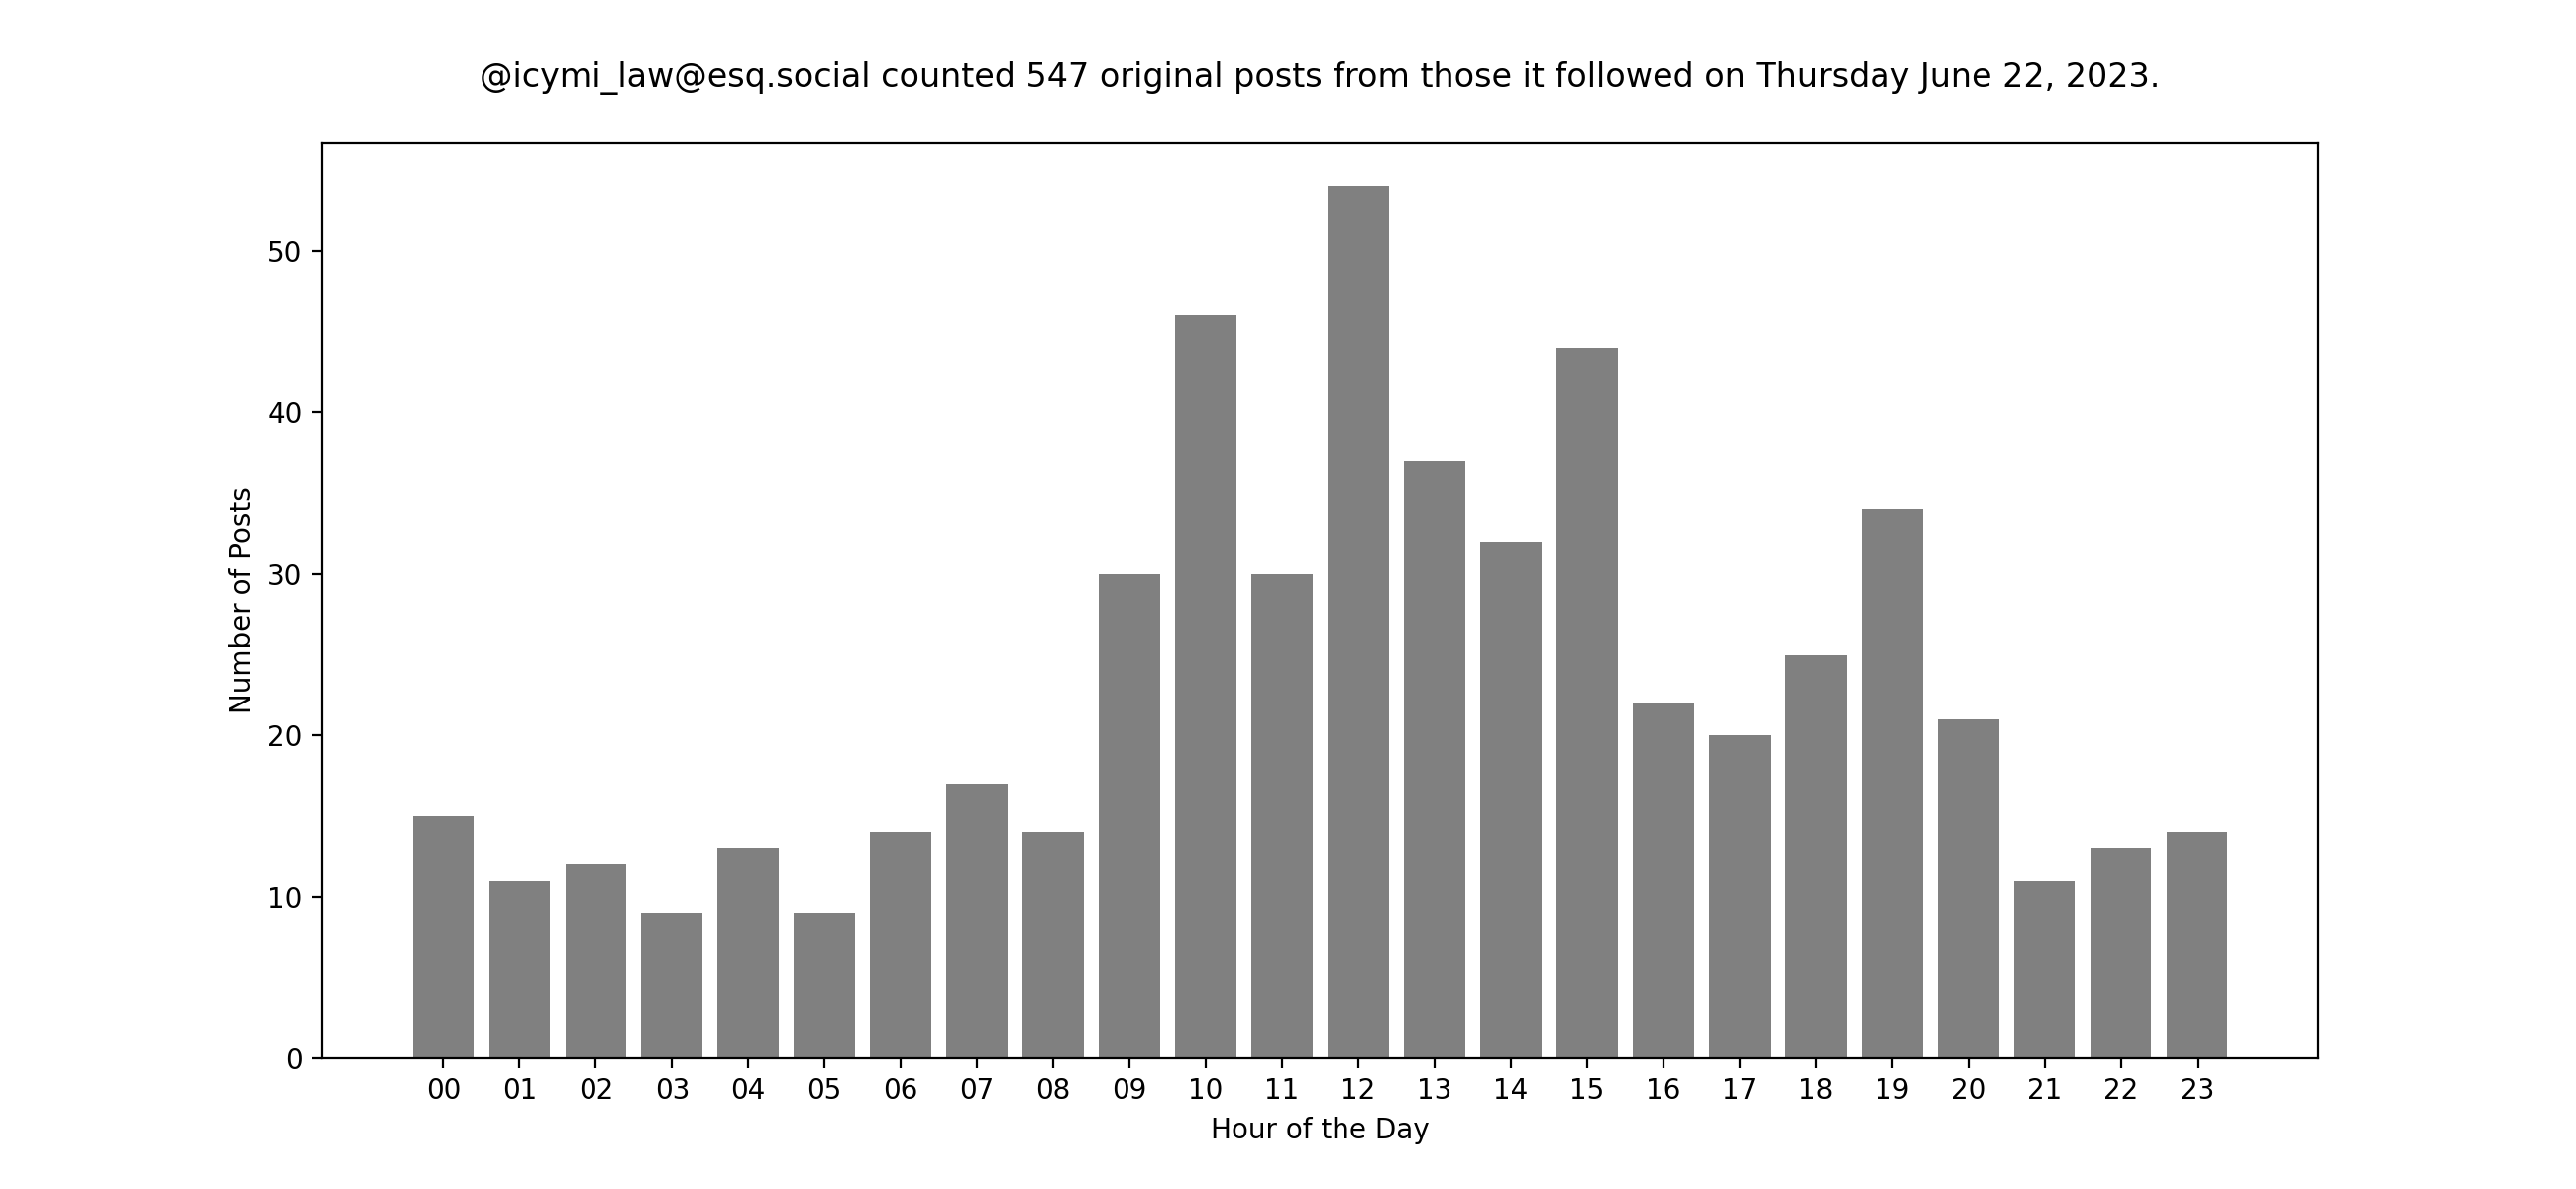 @icymi_law@esq.social counted 547 original posts from those it followed on Thursday June 22, 2023.
Number of Posts
50
40
30
20
10
0
00 01 02 03 04 05 06 07 08 09 10 11 12 13 14 15 16 17 18 19 20 21 22 23
Hour of the Day